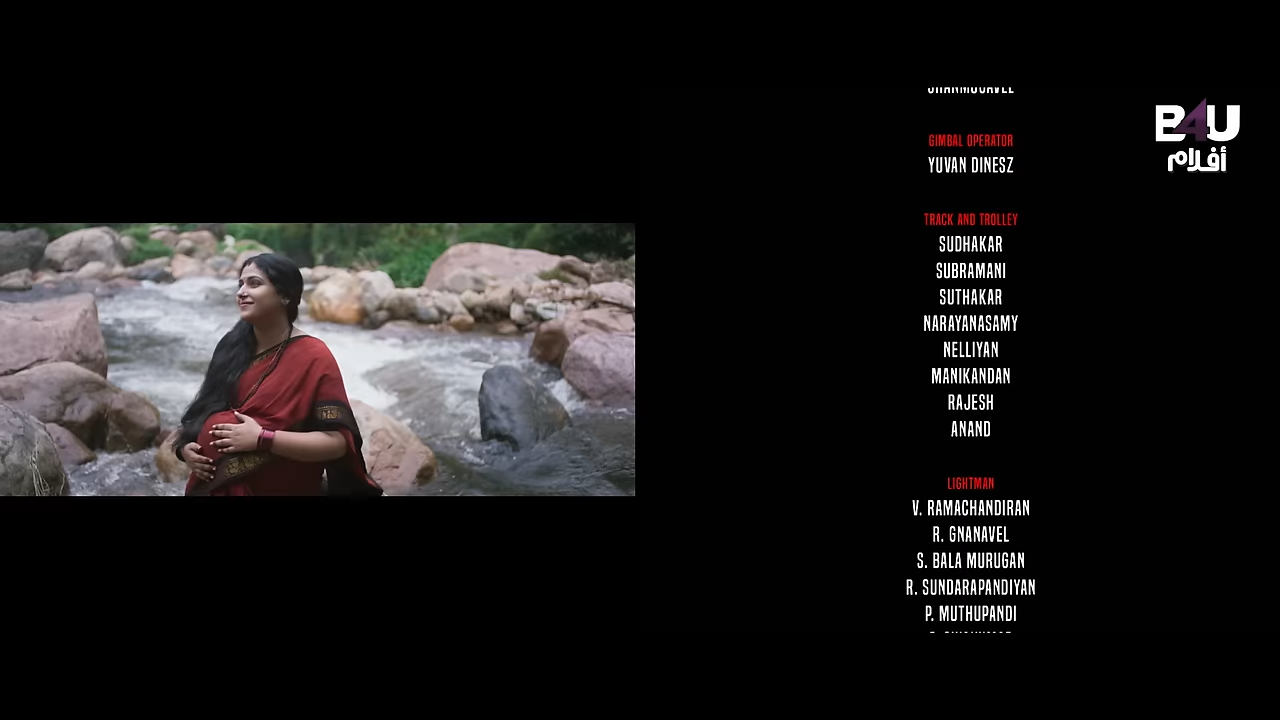 B4U
أفلام
GIMBAL OPERATOR
YUVAN DINESZ
TRACK AND TROLLEY
SUDHAKAR
SUBRAMANI
SUTHAKAR
NARAYANASAMY
NELLIYAN
MANIKANDAN
RAJESH
ANAND
LIGHTMAN
V. RAMACHANDIRAN
R. GNANAVEL
S. BALA MURUGAN
R. SUNDARAPANDIYAN
P. MUTHUPANDI